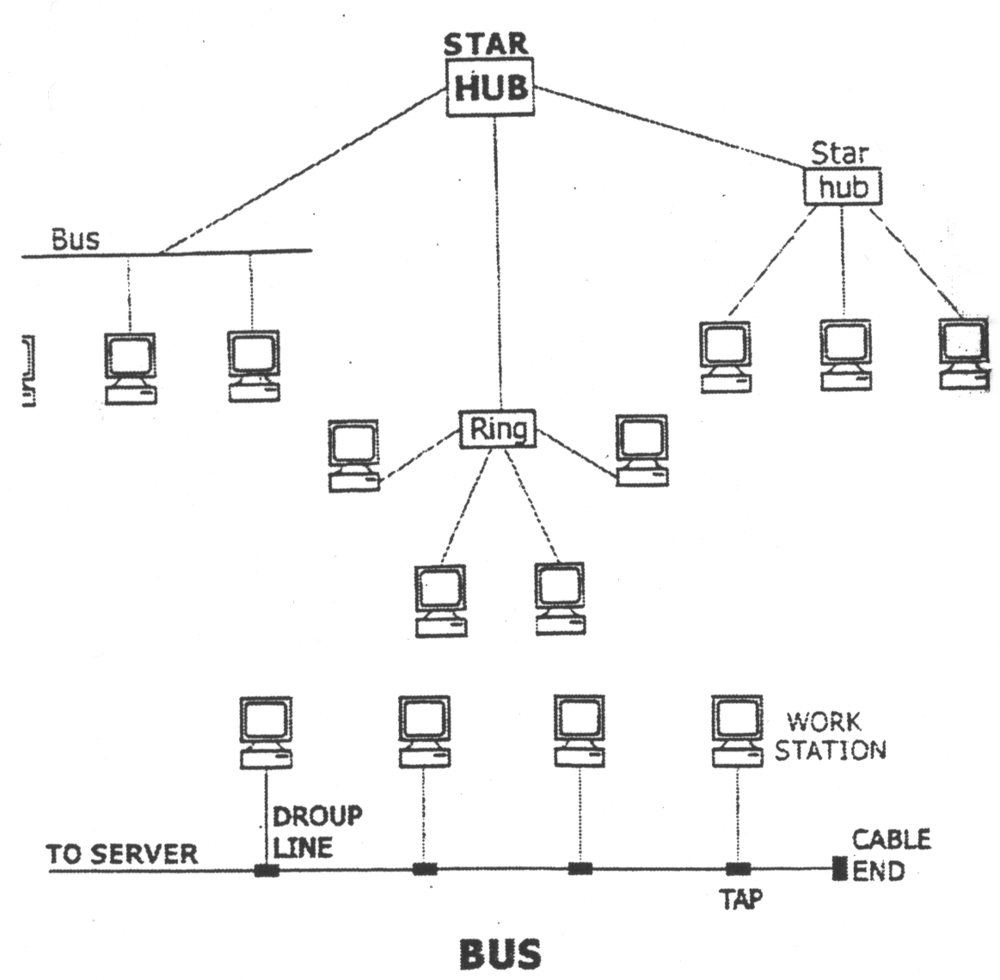 STAR
HUB
Star
hub
Bus
Ring
WORK
STATION
DROUP
LINE
TO SERVER
CABLE
END
TAP
BUS